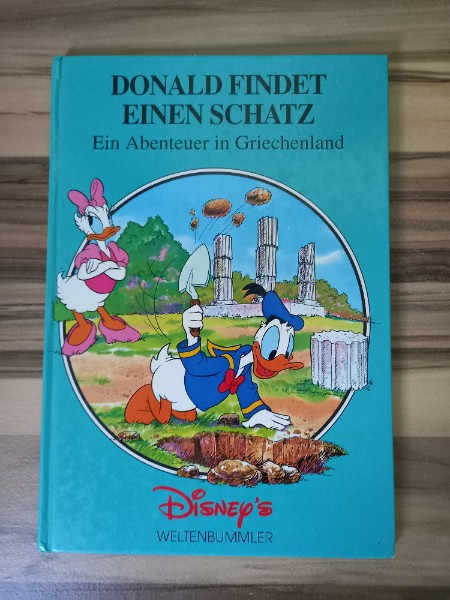 DONALD FINDET
EINEN SCHATZ
Ein Abenteuer in Griechenland
DISNEY'S
WELTENBUMMLER